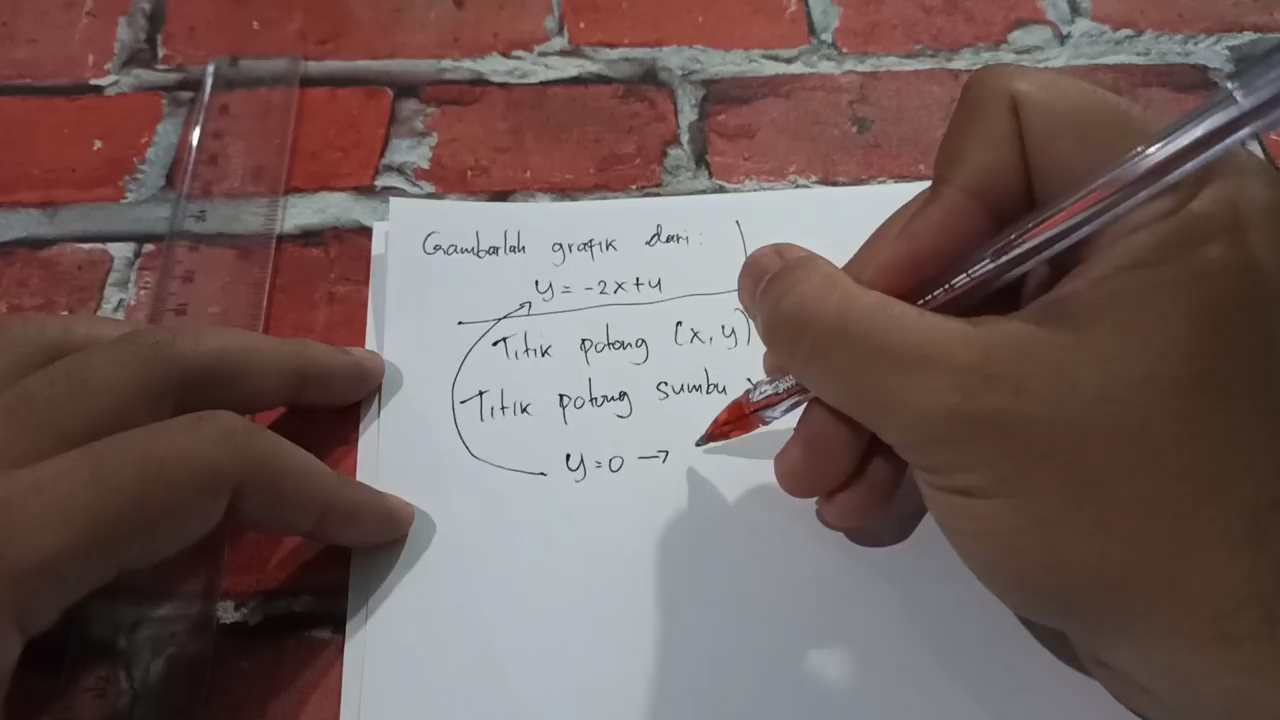 Gambarlah grafik dari:
y = -2x+4
Titik potong (x, y)
Titik potong sumbu
y=0 →